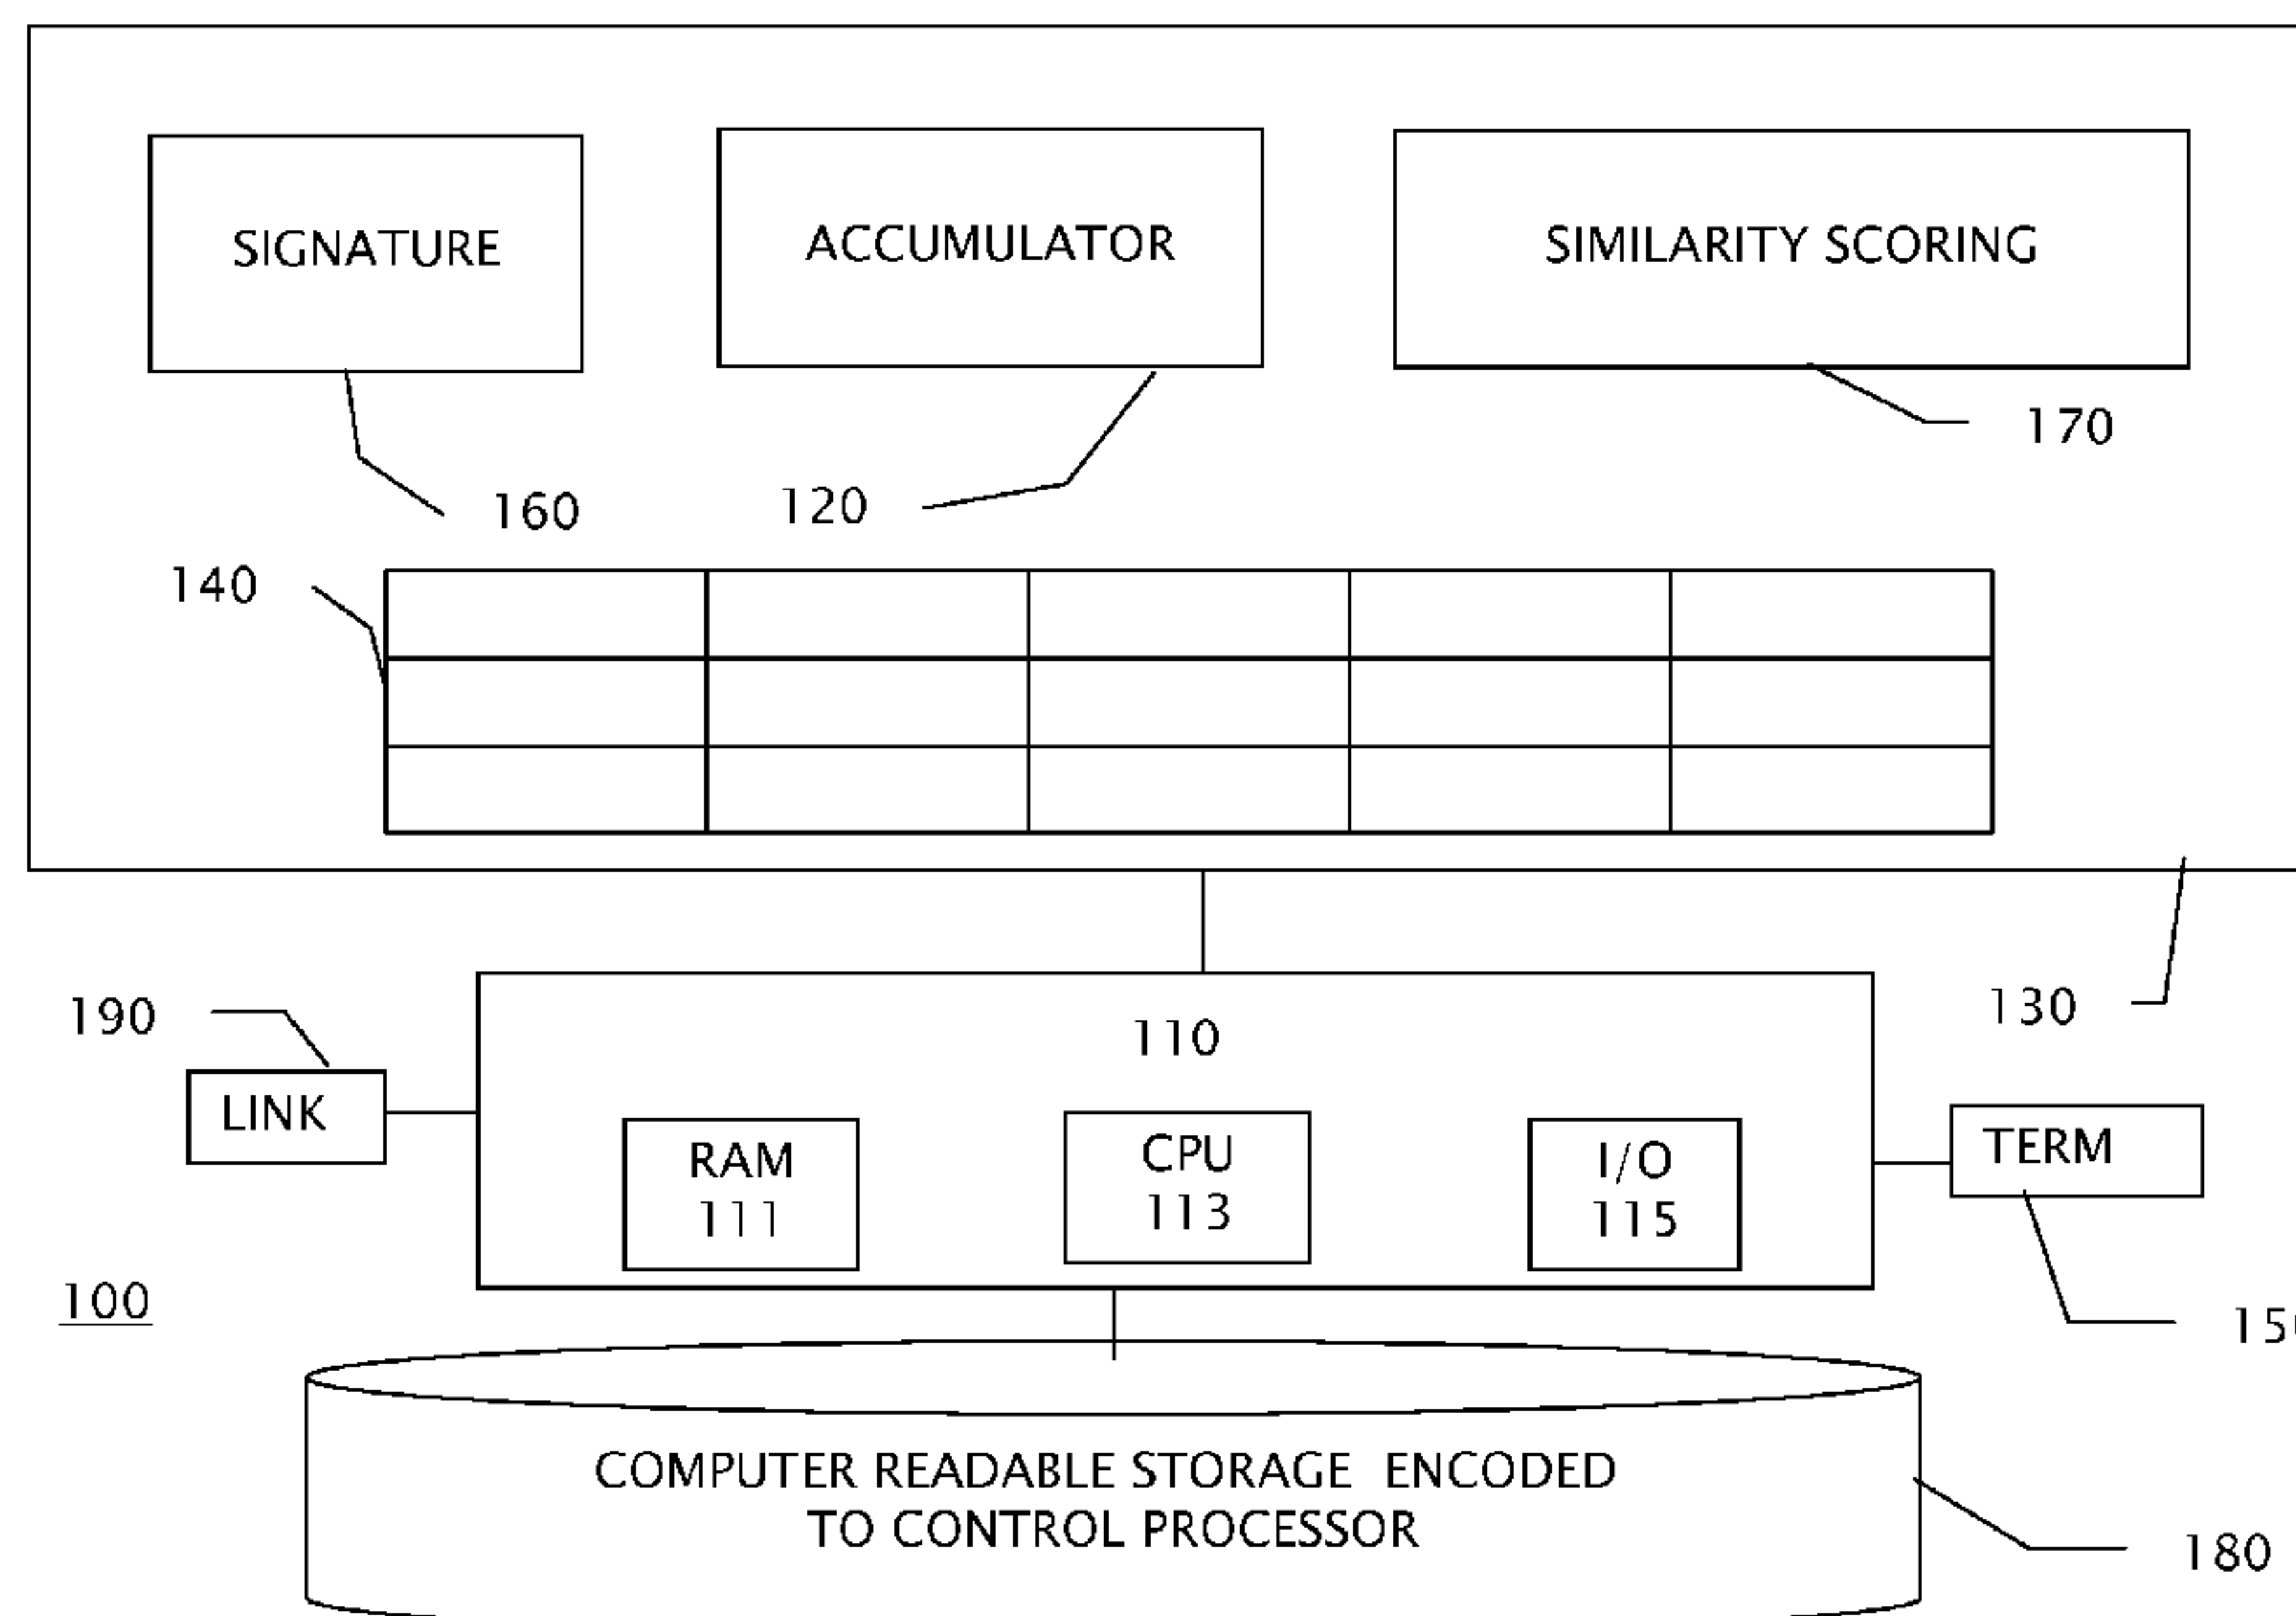 SIGNATURE
ACCUMULATOR
SIMILARITY SCORING
170
160
120
140
190
110
130
LINK
RAM
111
CPU
113
I/O
115
TERM
100
COMPUTER READABLE STORAGE ENCODED
TO CONTROL PROCESSOR
180